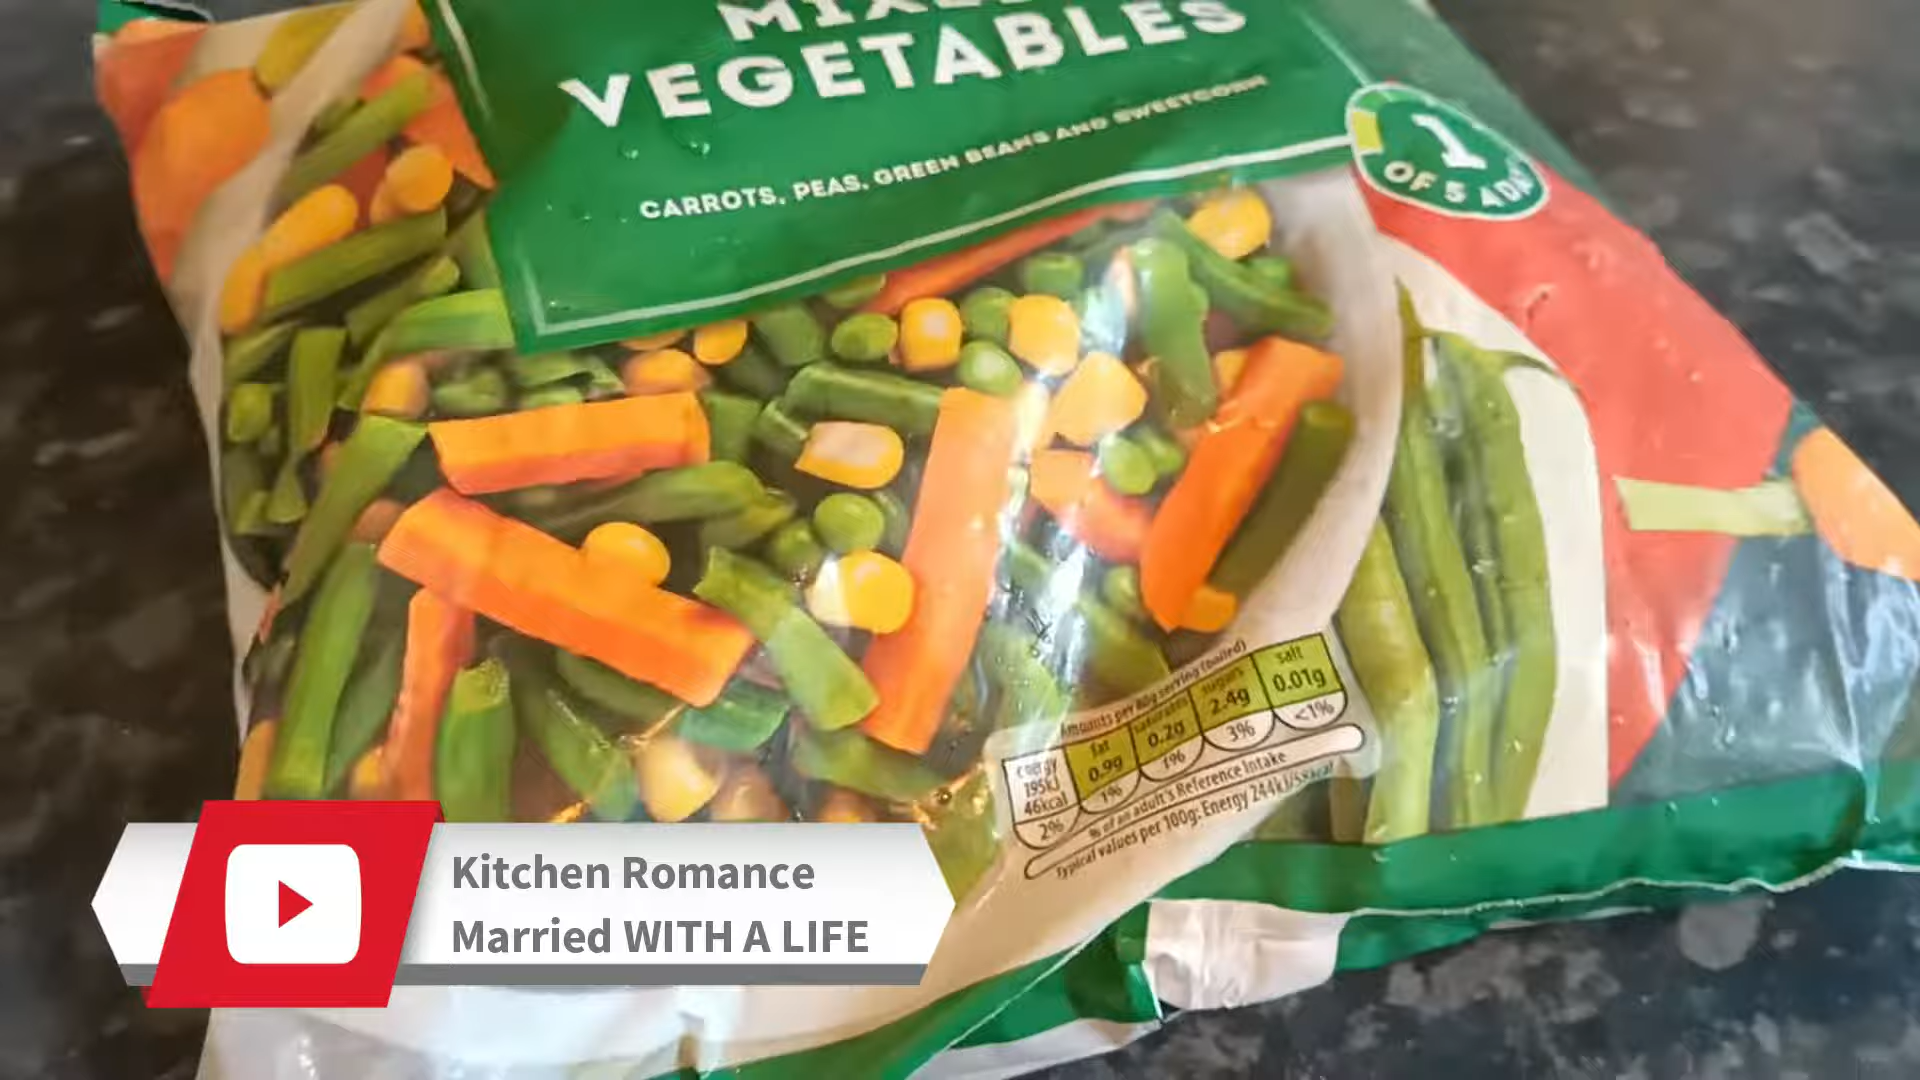 VEGETABLES
CARROTS, PEAS, GREEN BEANS AND SWEETCORN
1
OF 5 A DAY
Amounts per 80g serving (boiled)
energy
195kJ
46kcal
2%
fat
0.9g
1%
saturates
0.2g
1%
sugars
2.4g
3%
salt
0.01g
<1%
% of an adult's Reference Intake
Typical values per 100g: Energy 244kJ/58kcal
Kitchen Romance
Married WITH A LIFE